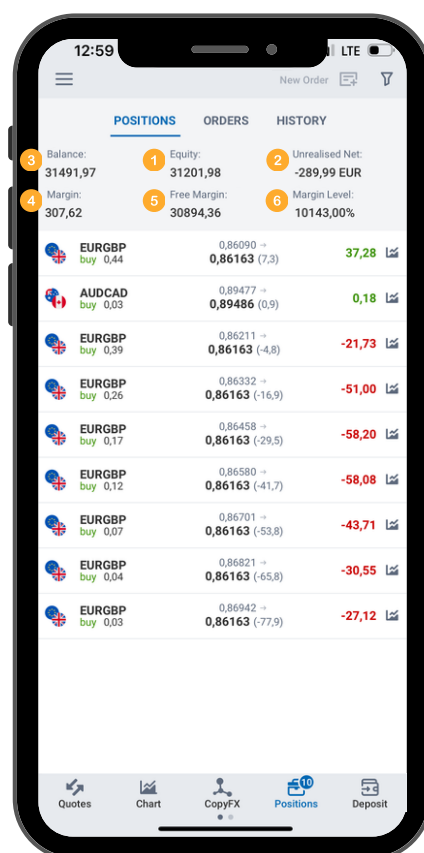 12:59 LTE
New Order
POSITIONS ORDERS HISTORY
3 Balance: 1 Equity: 2 Unrealised Net:
31491,97 31201,98 -289,99 EUR
4 Margin: 5 Free Margin: 6 Margin Level:
307,62 30894,36 10143,00%
EURGBP 0,86090 → 37,28
buy 0,44 0,86163 (7,3)
AUDCAD 0,89477 → 0,18
buy 0,03 0,89486 (0,9)
EURGBP 0,86211 → -21,73
buy 0,39 0,86163 (-4,8)
EURGBP 0,86332 → -51,00
buy 0,26 0,86163 (-16,9)
EURGBP 0,86458 → -58,20
buy 0,17 0,86163 (-29,5)
EURGBP 0,86580 → -58,08
buy 0,12 0,86163 (-41,7)
EURGBP 0,86701 → -43,71
buy 0,07 0,86163 (-53,8)
EURGBP 0,86821 → -30,55
buy 0,04 0,86163 (-65,8)
EURGBP 0,86942 → -27,12
buy 0,03 0,86163 (-77,9)
10
Quotes Chart CopyFX Positions Deposit